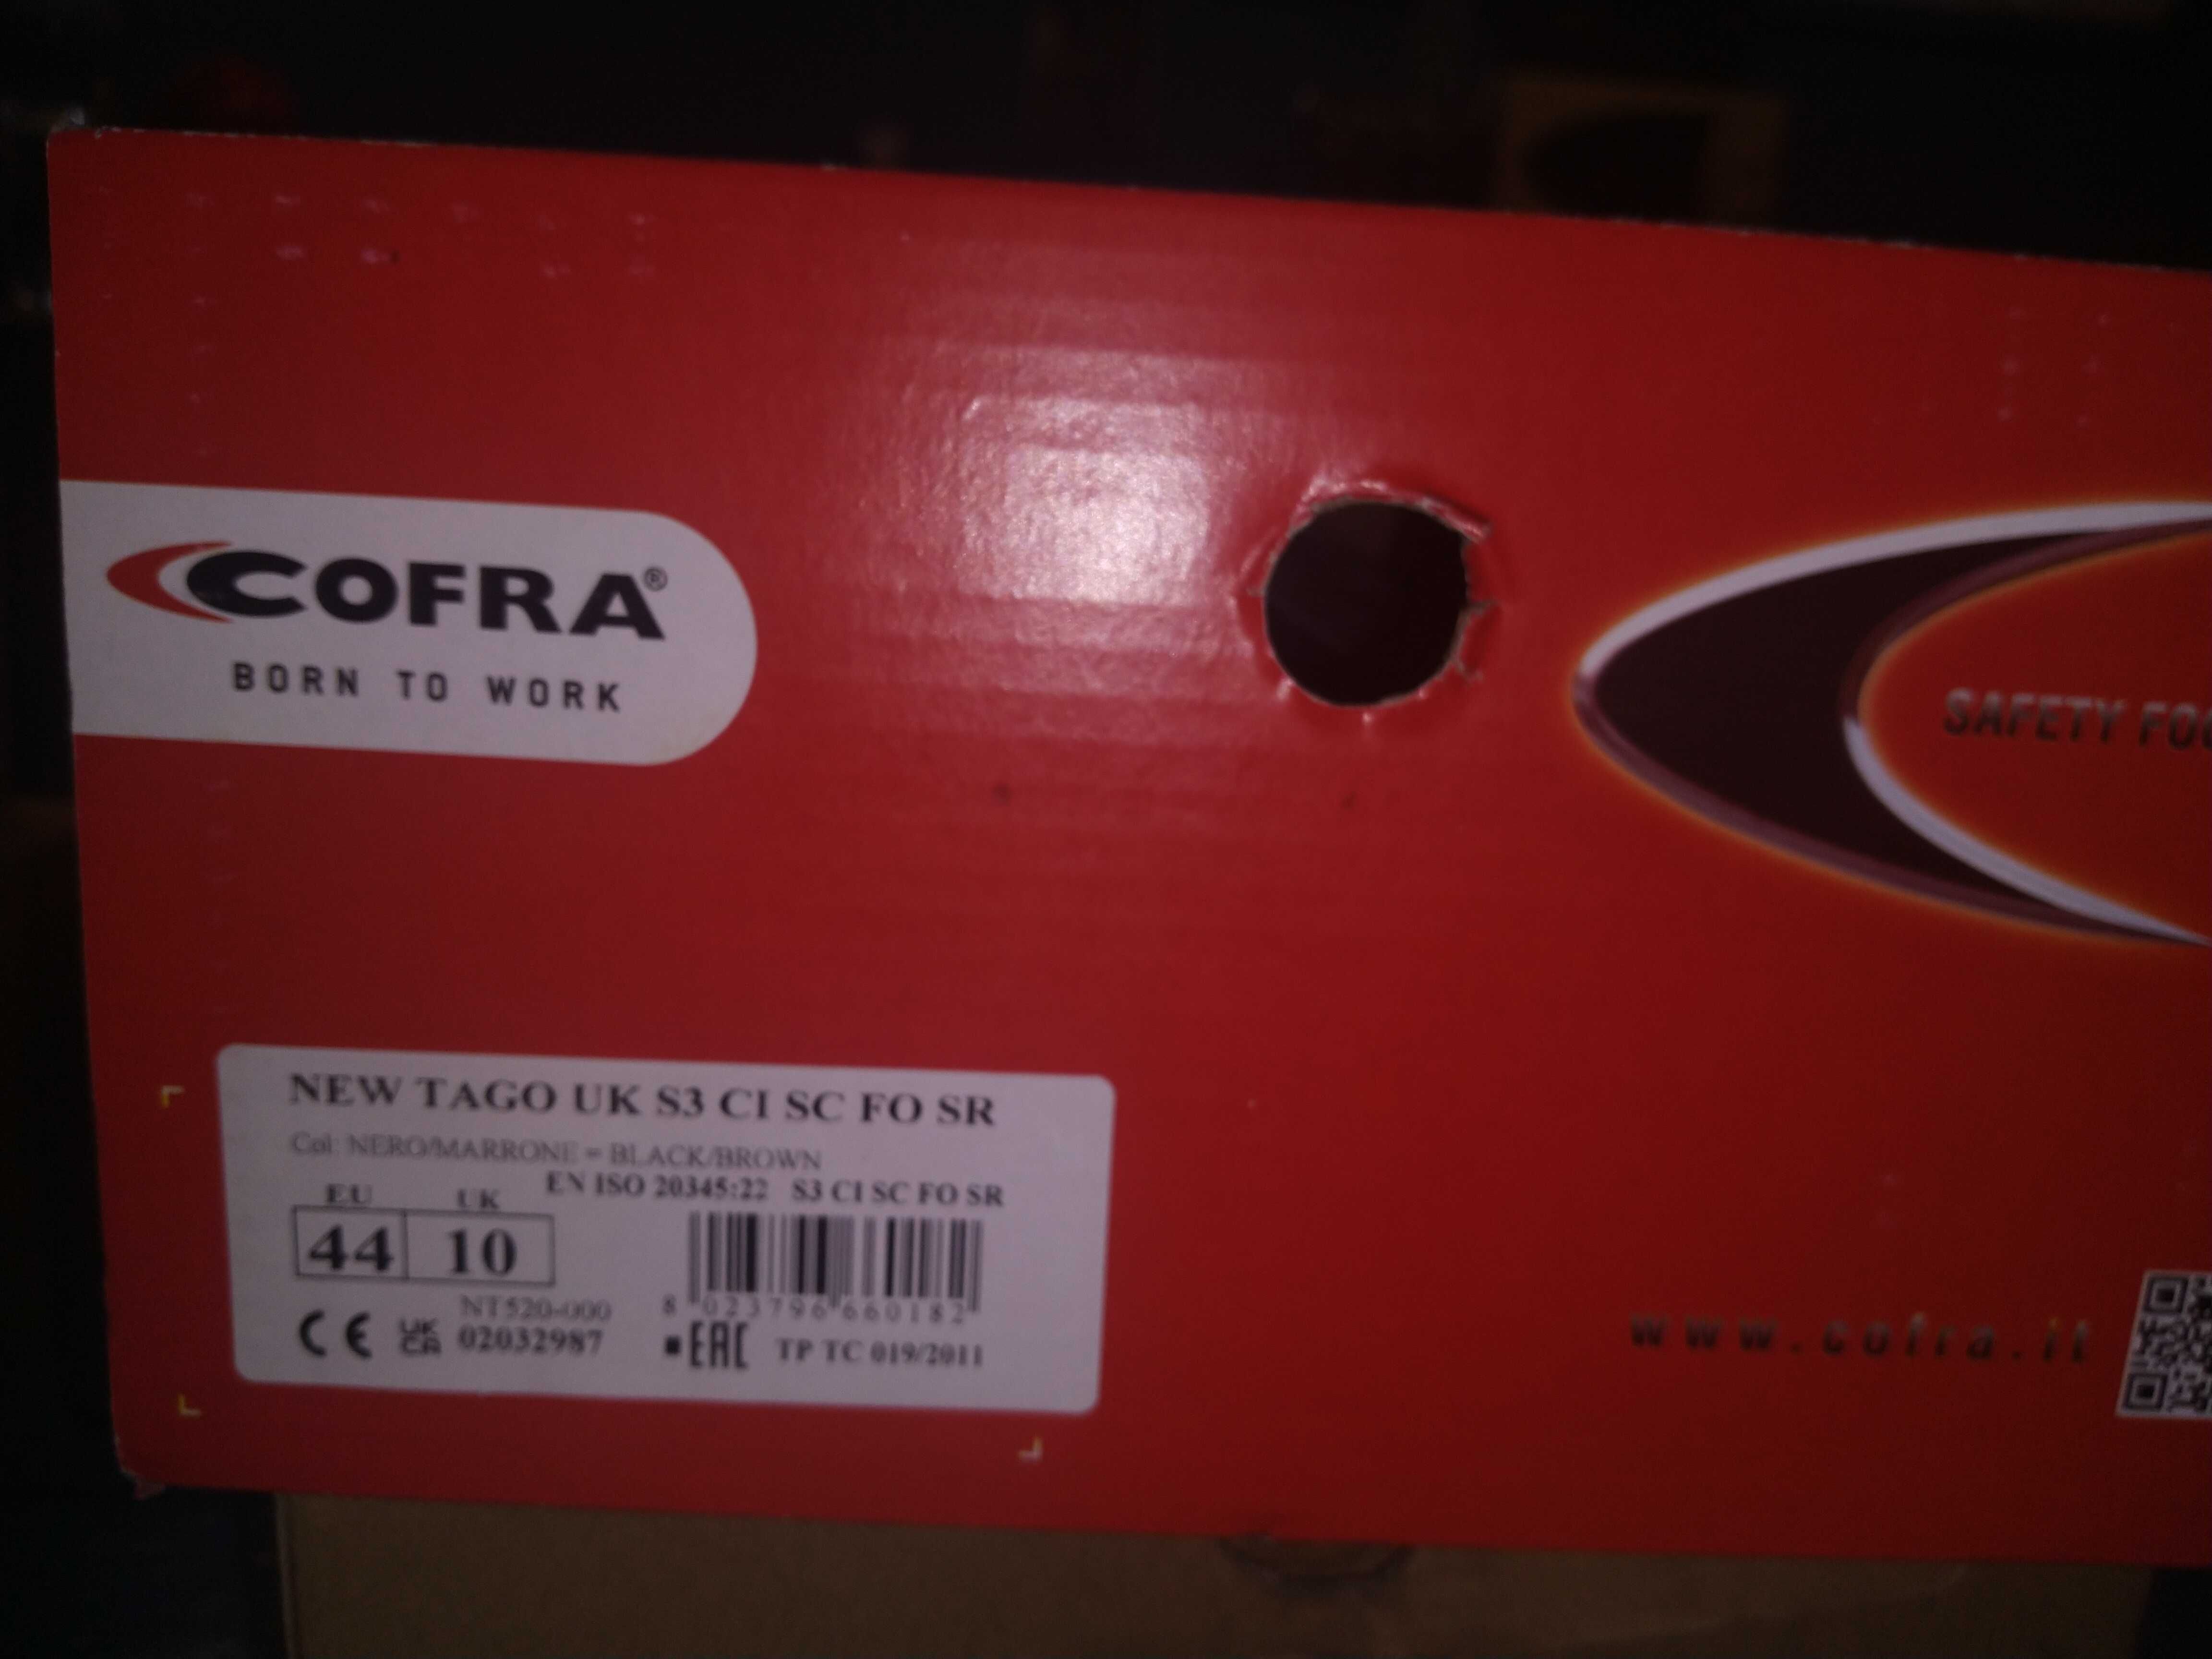 COFRA®
BORN TO WORK
SAFETY
NEW TAGO UK S3 CI SC FO SR
Col: NERO/MARRONE = BLACK/BROWN
EN ISO 20345:22 S3 CI SC FO SR
EU UK
44 10
NT520-000
8 023796 660182
CE UK CA 02032987 EAC TP TC 019/2011
www.cofra.it